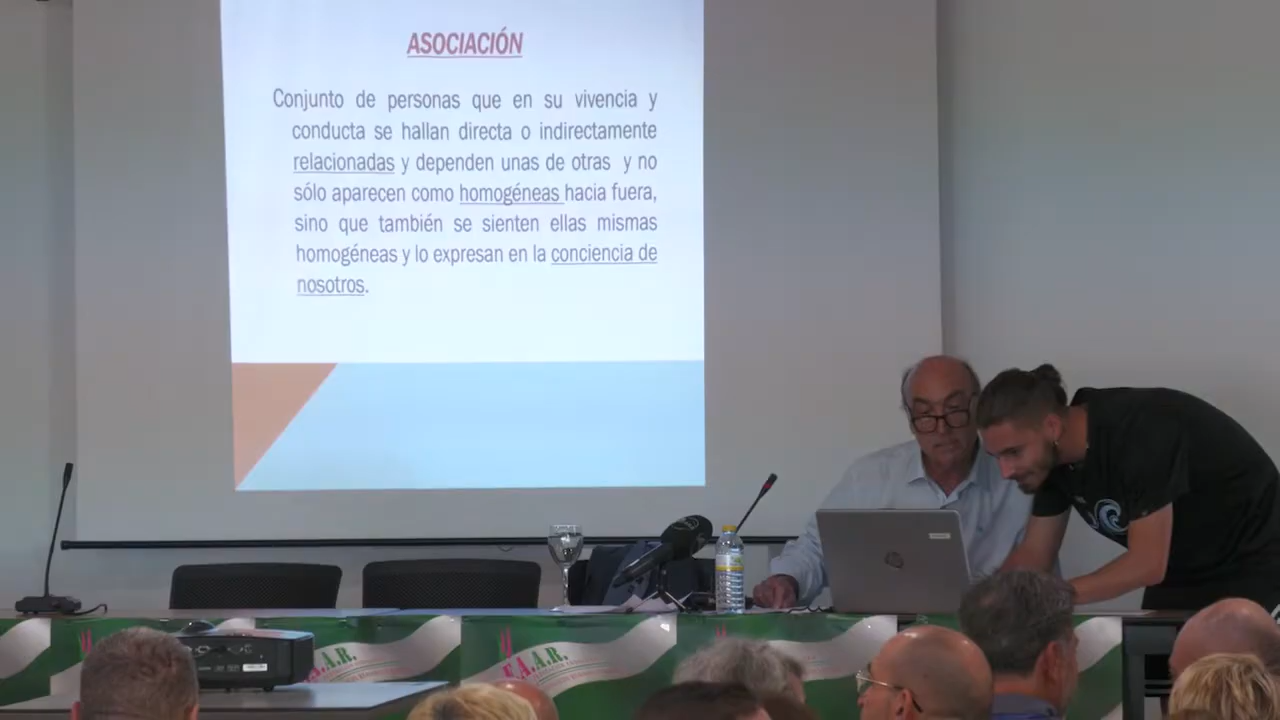 ASOCIACIÓN
Conjunto de personas que en su vivencia y
conducta se hallan directa o indirectamente
relacionadas y dependen unas de otras y no
sólo aparecen como homogéneas hacia fuera,
sino que también se sienten ellas mismas
homogéneas y lo expresan en la conciencia de
nosotros.
hp
A.A.R.
A.A.R.